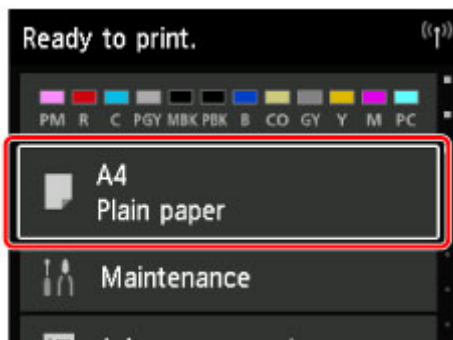 Ready to print.
PM R C PGY MBK PBK B CO GY Y M PC
A4
Plain paper
Maintenance